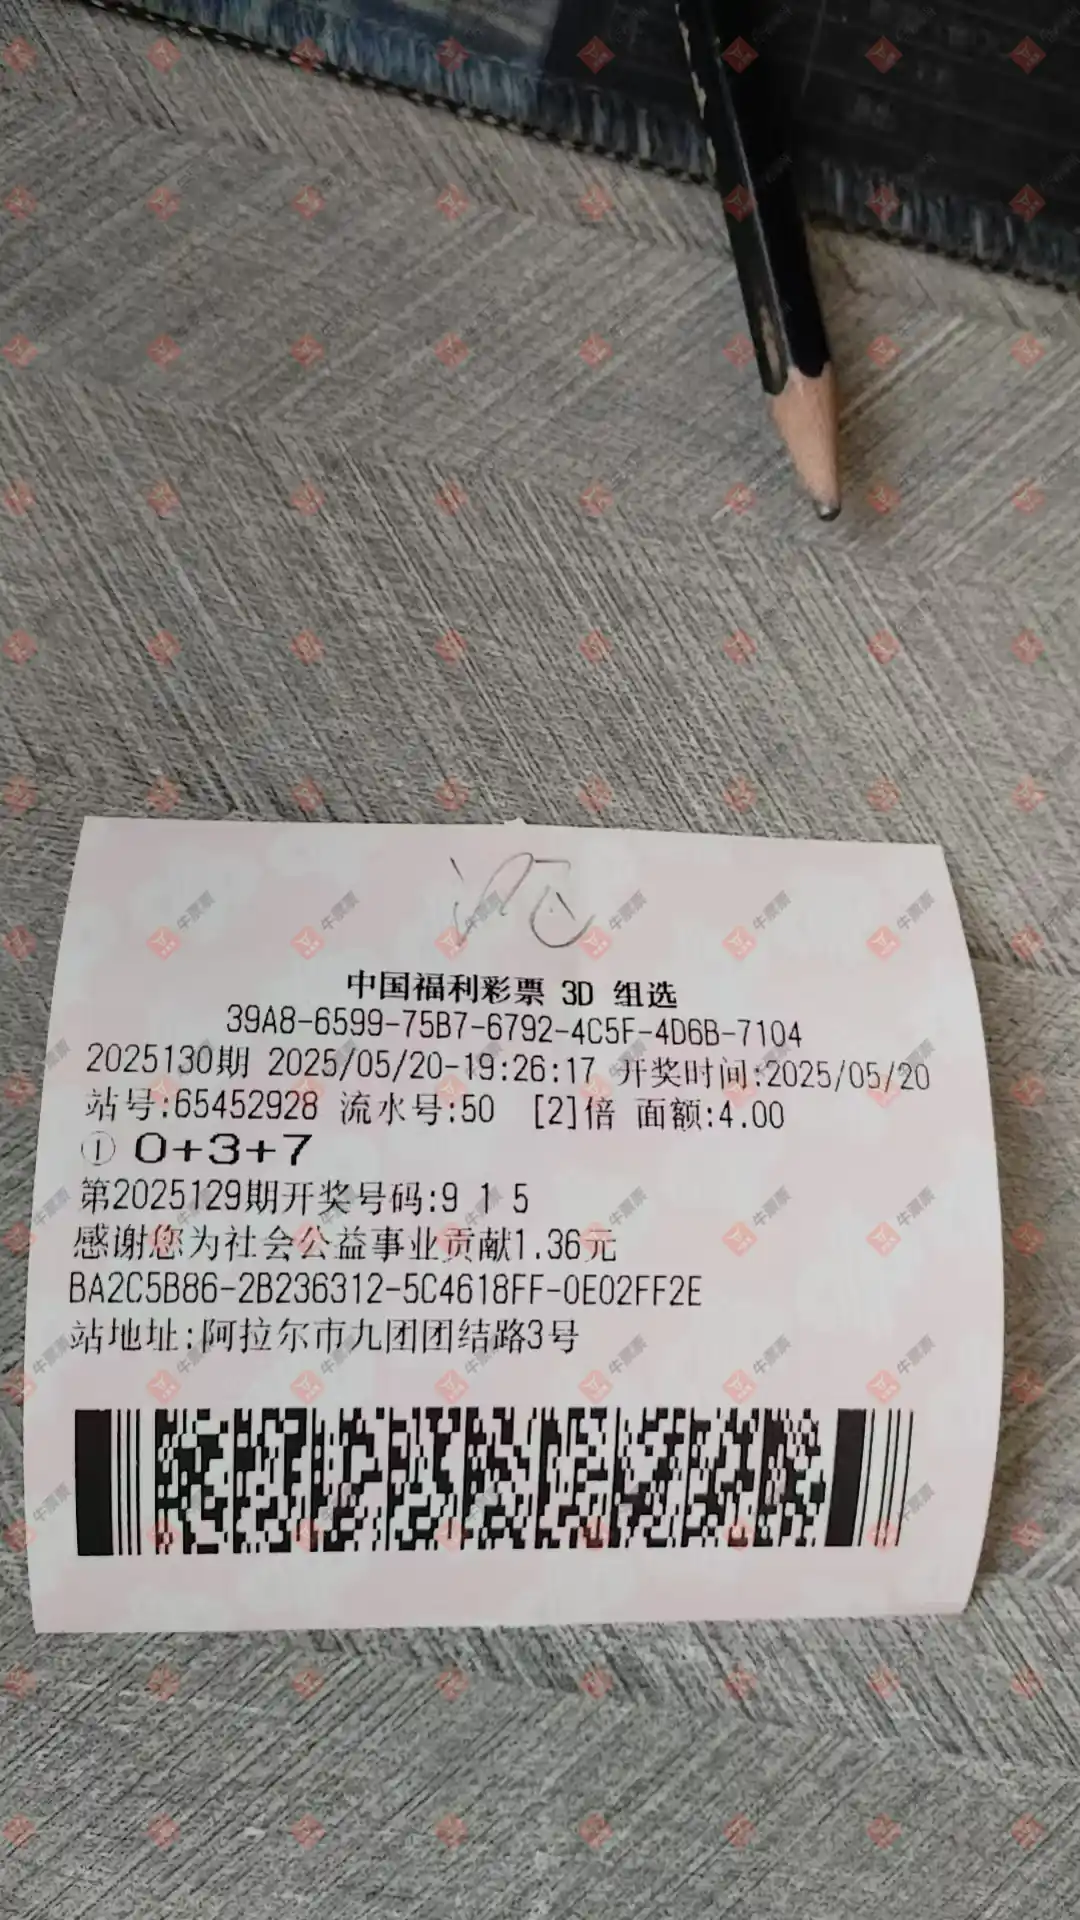 中国福利彩票 3D 组选
39A8-6599-75B7-6792-4C5F-4D6B-7104
2025130期 2025/05/20-19:26:17 开奖时间:2025/05/20
站号:65452928 流水号:50 [2]倍 面额:4.00
① 0+3+7
第2025129期开奖号码:9 1 5
感谢您为社会公益事业贡献1.36元
BA2C5B86-2B236312-5C4618FF-0E02FF2E
站地址:阿拉尔市九团团结路3号
牛票票